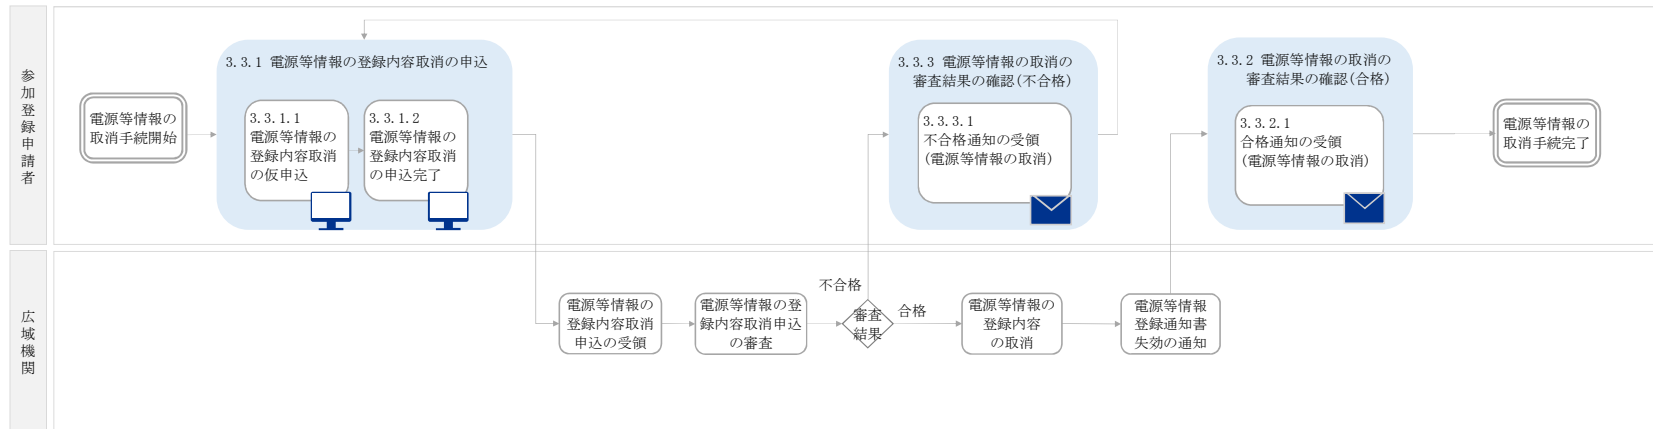 参加登録申請者
電源等情報の
取消手続開始
3.3.1 電源等情報の登録内容取消の申込
3.3.1.1
電源等情報の
登録内容取消
の仮申込
3.3.1.2
電源等情報の
登録内容取消
の申込完了
3.3.3 電源等情報の取消の
審査結果の確認(不合格)
3.3.3.1
不合格通知の受領
(電源等情報の取消)
3.3.2 電源等情報の取消の
審査結果の確認(合格)
3.3.2.1
合格通知の受領
(電源等情報の取消)
電源等情報の
取消手続完了
広域機関
電源等情報の
登録内容取消
申込の受領
電源等情報の登
録内容取消申込
の審査
不合格
審査
結果
合格
電源等情報の
登録内容
の取消
電源等情報
登録通知書
失効の通知